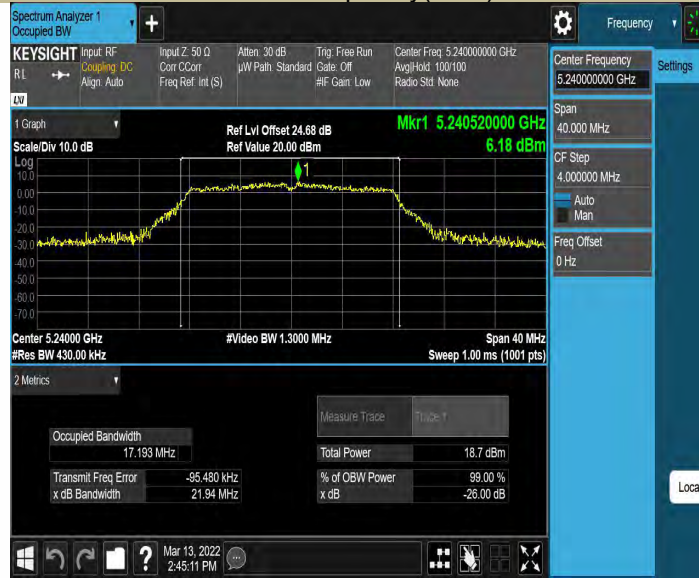 Spectrum Analyzer 1
Occupied BW
+
Frequency
KEYSIGHT
RL
LXI
Input: RF
Coupling: DC
Align: Auto
Input Z: 50 Ω
Corr CCorr
Freq Ref: Int (S)
Atten: 30 dB
µW Path: Standard
Trig: Free Run
Gate: Off
#IF Gain: Low
Center Freq: 5.240000000 GHz
Avg|Hold: 100/100
Radio Std: None
Center Frequency
5.240000000 GHz
Settings
Span
40.000 MHz
CF Step
4.000000 MHz
Auto
Man
Freq Offset
0 Hz
1 Graph
Scale/Div 10.0 dB
Ref Lvl Offset 24.68 dB
Ref Value 20.00 dBm
Mkr1 5.240520000 GHz
6.18 dBm
Log
10.0
0.00
-10.0
-20.0
-30.0
-40.0
-50.0
-60.0
-70.0
1
Center 5.24000 GHz
#Res BW 430.00 kHz
#Video BW 1.3000 MHz
Span 40 MHz
Sweep 1.00 ms (1001 pts)
2 Metrics
Measure Trace
Trace 1
Occupied Bandwidth
17.193 MHz
Total Power
18.7 dBm
Transmit Freq Error
-95.480 kHz
% of OBW Power
99.00 %
x dB Bandwidth
21.94 MHz
x dB
-26.00 dB
Loca
?
Mar 13, 2022
2:45:11 PM